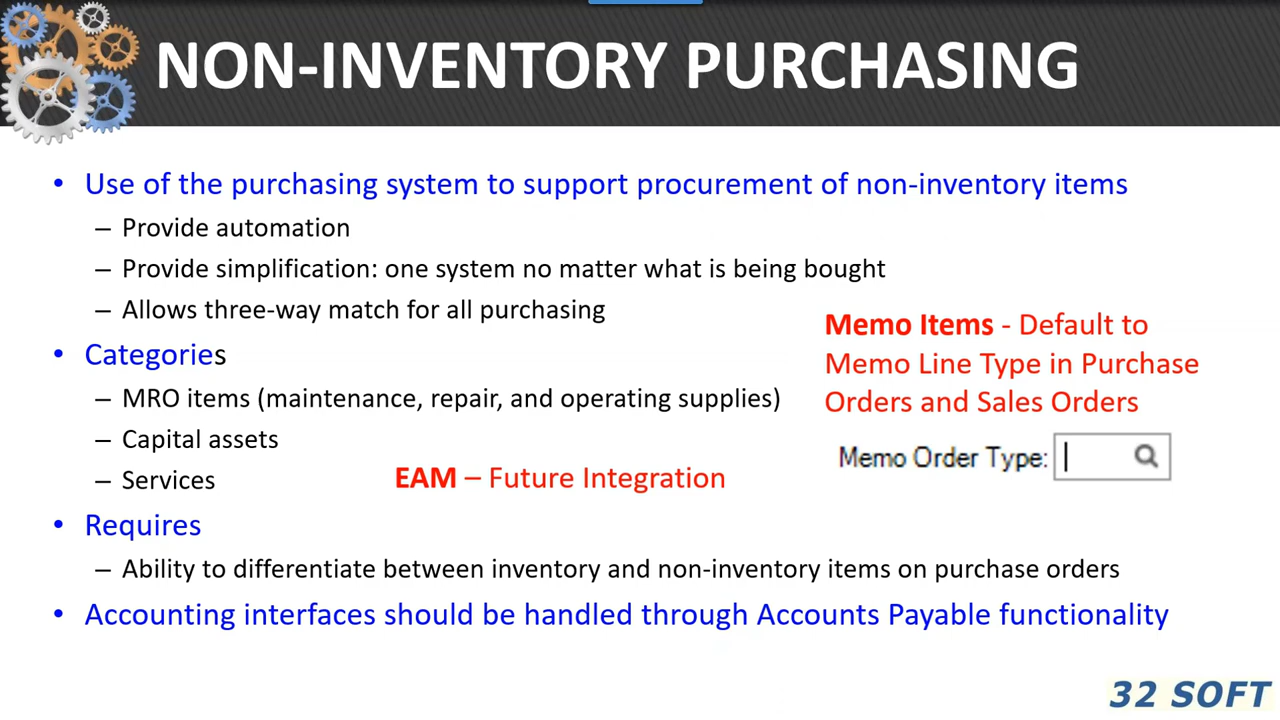 NON-INVENTORY PURCHASING
• Use of the purchasing system to support procurement of non-inventory items
– Provide automation
– Provide simplification: one system no matter what is being bought
– Allows three-way match for all purchasing
• Categories
– MRO items (maintenance, repair, and operating supplies)
– Capital assets
– Services
EAM – Future Integration
Memo Items - Default to
Memo Line Type in Purchase
Orders and Sales Orders
Memo Order Type:
• Requires
– Ability to differentiate between inventory and non-inventory items on purchase orders
• Accounting interfaces should be handled through Accounts Payable functionality
32 SOFT